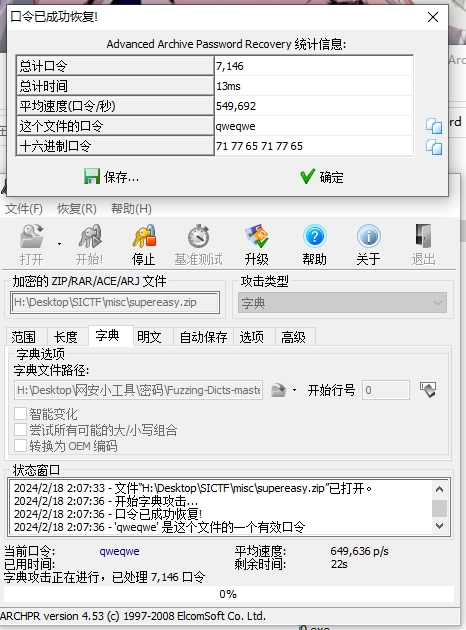 口令已成功恢复!
Advanced Archive Password Recovery 统计信息:
总计口令 7,146
总计时间 13ms
平均速度(口令/秒) 549,692
这个文件的口令 qweqwe
十六进制口令 71 77 65 71 77 65
保存... 确定
文件(F) 恢复(R) 帮助(H)
打开 开始! 停止 基准测试 升级 帮助 关于 退出
加密的 ZIP/RAR/ACE/ARJ 文件 攻击类型
H:\Desktop\SICTF\misc\supereasy.zip 字典
范围 长度 字典 明文 自动保存 选项 高级
字典选项
字典文件路径:
H:\Desktop\网安小工具\密码\Fuzzing-Dicts-maste 开始行号 0
智能变化
尝试所有可能的大/小写组合
转换为 OEM 编码
状态窗口
2024/2/18 2:07:33 - 文件“H:\Desktop\SICTF\misc\supereasy.zip”已打开。
2024/2/18 2:07:36 - 开始字典攻击...
2024/2/18 2:07:36 - 口令已成功恢复!
2024/2/18 2:07:36 - 'qweqwe' 是这个文件的一个有效口令
当前口令: qweqwe 平均速度: 649,636 p/s
已用时间: 剩余时间: 22s
字典攻击正在进行，已处理 7,146 口令
0%
ARCHPR version 4.53 (c) 1997-2008 ElcomSoft Co. Ltd.